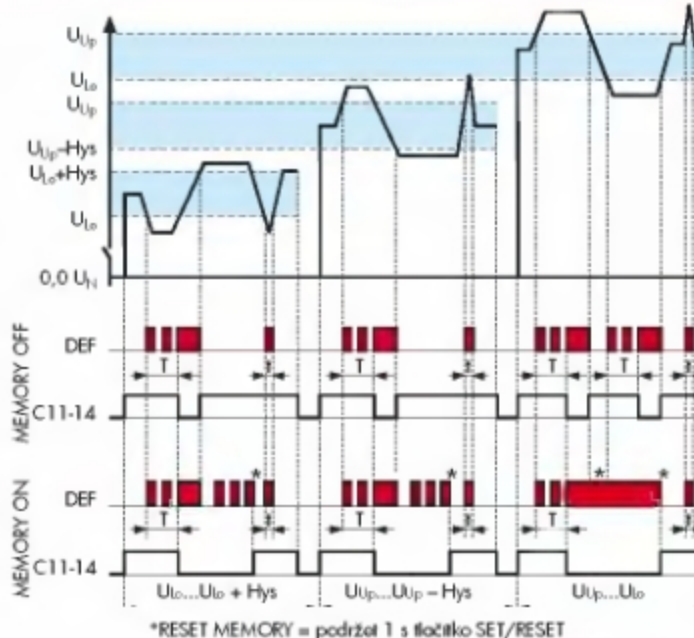 U_Up
U_Lo
U_Up
U_Up–Hys
U_Lo+Hys
U_Lo
0,0 U_N
MEMORY OFF
DEF
T T T T
C11-14
MEMORY ON
DEF
* * * *
T T T
C11-14
U_Lo...U_Lo + Hys U_Up...U_Up – Hys U_Up...U_Lo
*RESET MEMORY = podržet 1 s tlačítko SET/RESET